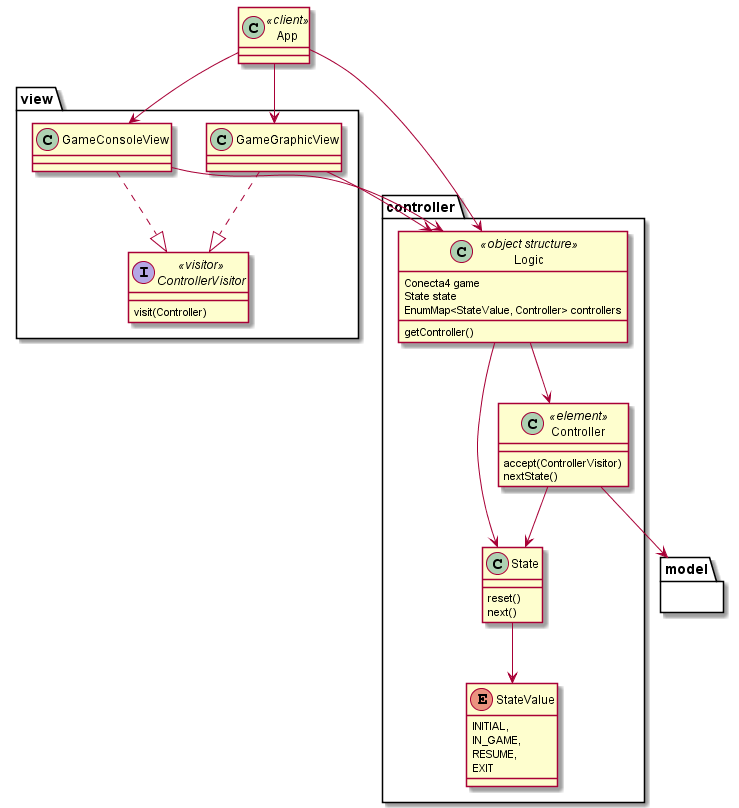 C
«client»
App
view
C
GameConsoleView
C
GameGraphicView
I
«visitor»
ControllerVisitor
visit(Controller)
controller
C
«object structure»
Logic
Conecta4 game
State state
EnumMap<StateValue, Controller> controllers
getController()
C
«element»
Controller
accept(ControllerVisitor)
nextState()
C
State
reset()
next()
model
E
StateValue
INITIAL,
IN_GAME,
RESUME,
EXIT